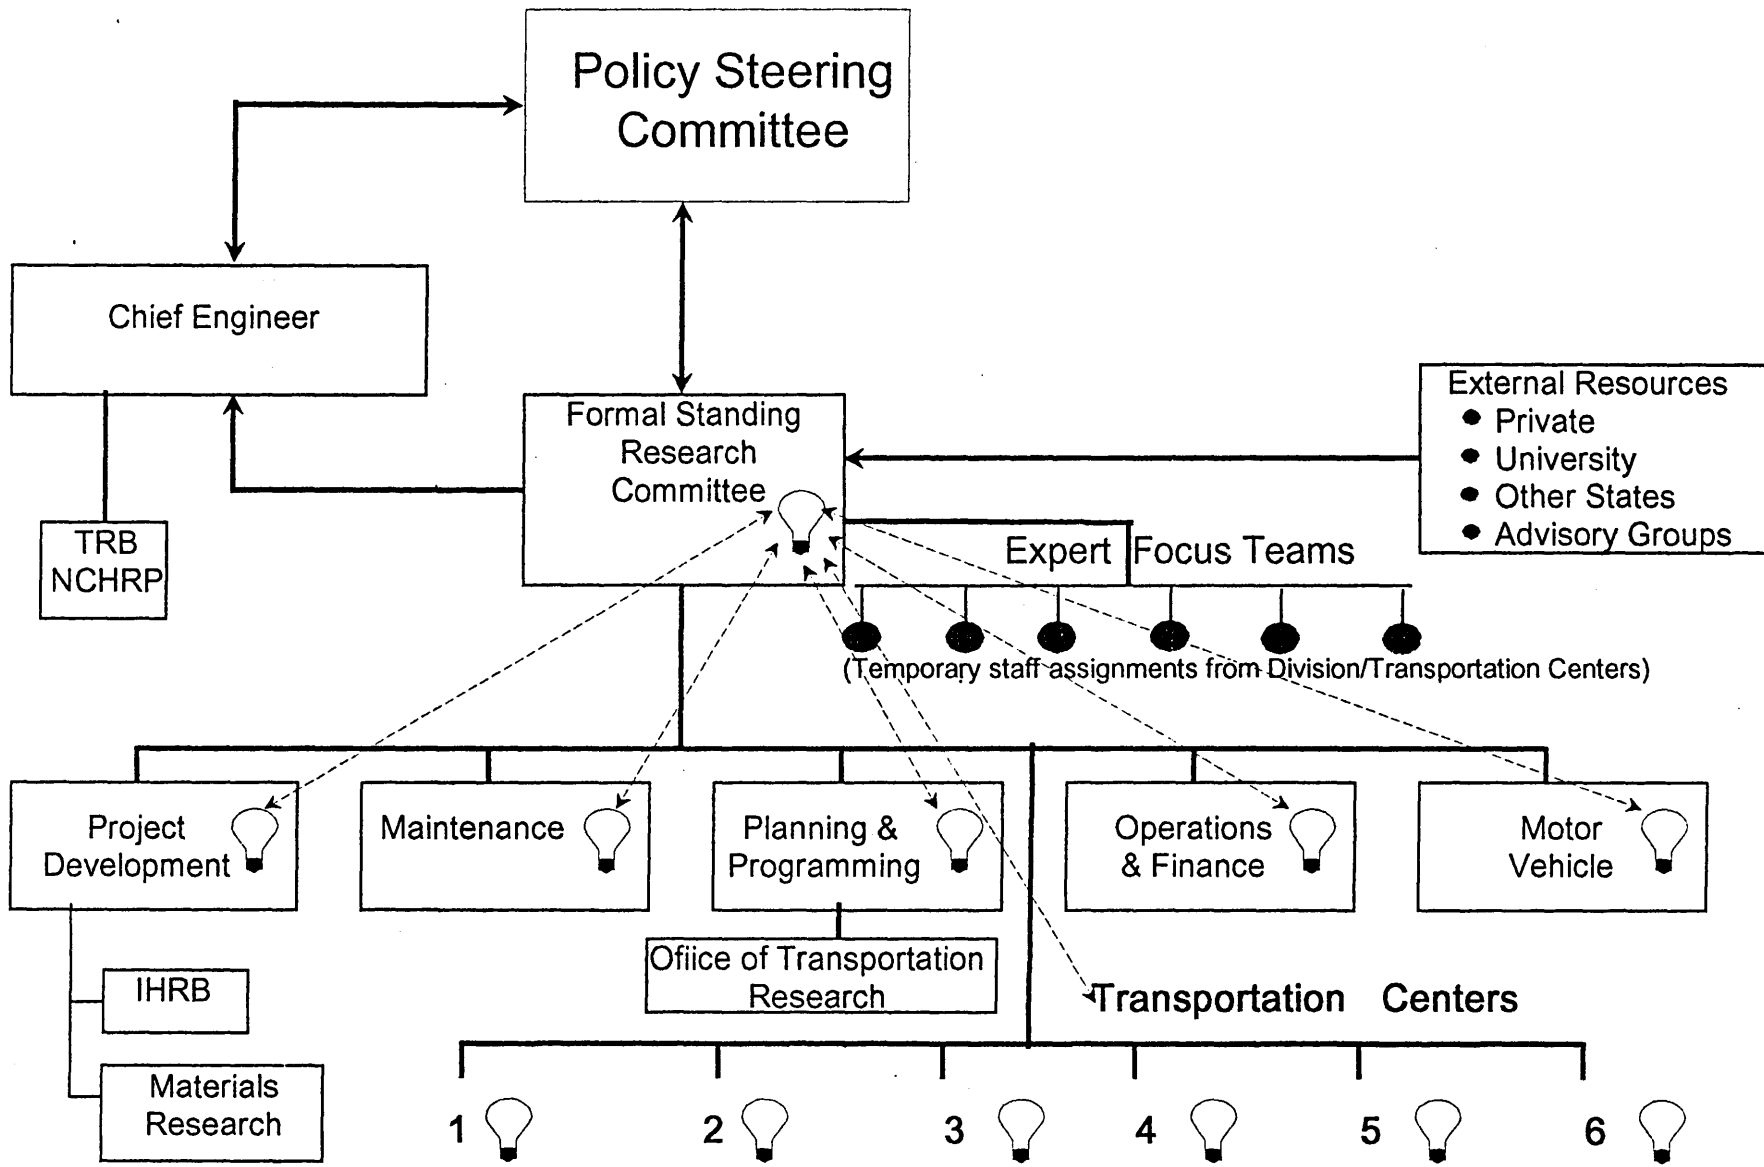 Policy Steering
Committee
Chief Engineer
TRB
NCHRP
Formal Standing
Research
Committee
External Resources
● Private
● University
● Other States
● Advisory Groups
Expert Focus Teams
(Temporary staff assignments from Division/Transportation Centers)
Project
Development
Maintenance
Planning &
Programming
Operations
& Finance
Motor
Vehicle
IHRB
Materials
Research
Ofiice of Transportation
Research
Transportation Centers
1 2 3 4 5 6